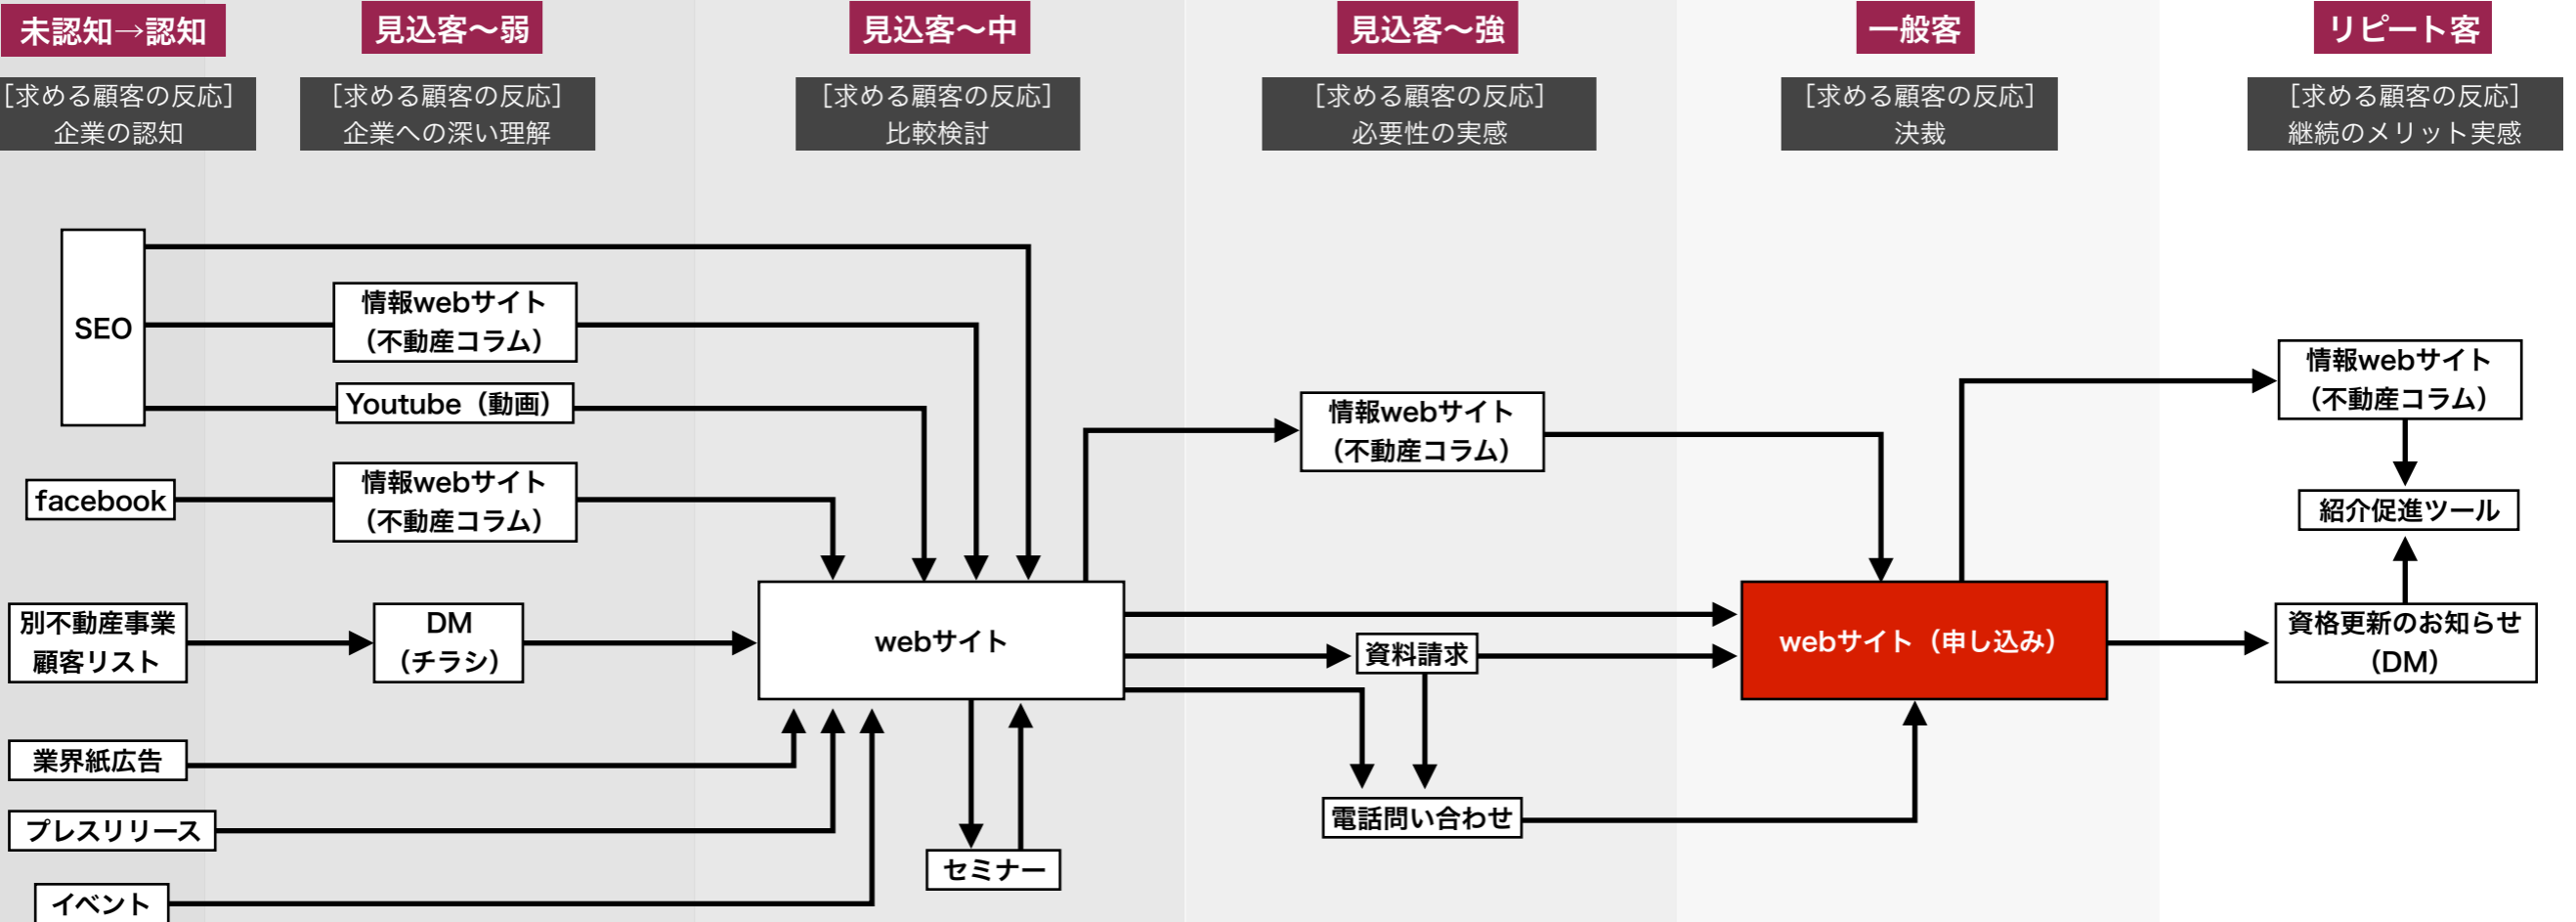 未認知→認知
見込客〜弱
見込客〜中
見込客〜強
一般客
リピート客
［求める顧客の反応］
企業の認知
［求める顧客の反応］
企業への深い理解
［求める顧客の反応］
比較検討
［求める顧客の反応］
必要性の実感
［求める顧客の反応］
決裁
［求める顧客の反応］
継続のメリット実感
SEO
情報webサイト
（不動産コラム）
Youtube（動画）
facebook
情報webサイト
（不動産コラム）
別不動産事業
顧客リスト
DM
（チラシ）
業界紙広告
プレスリリース
イベント
webサイト
セミナー
情報webサイト
（不動産コラム）
資料請求
電話問い合わせ
webサイト（申し込み）
情報webサイト
（不動産コラム）
紹介促進ツール
資格更新のお知らせ
（DM）